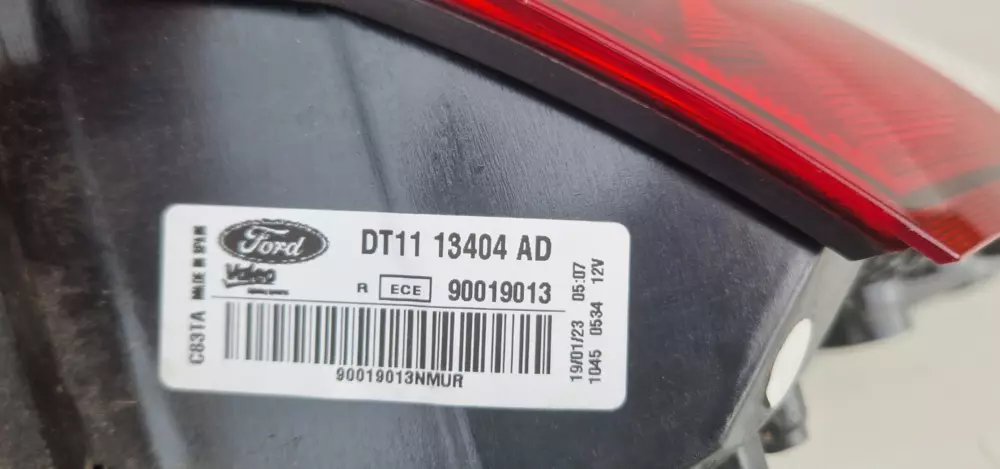 Ford
DT11 13404 AD
Valeo
R ECE 90019013
90019013NMUR
C83TA MADE IN SPAIN
19/01/23 05:07
1045 0534 12V